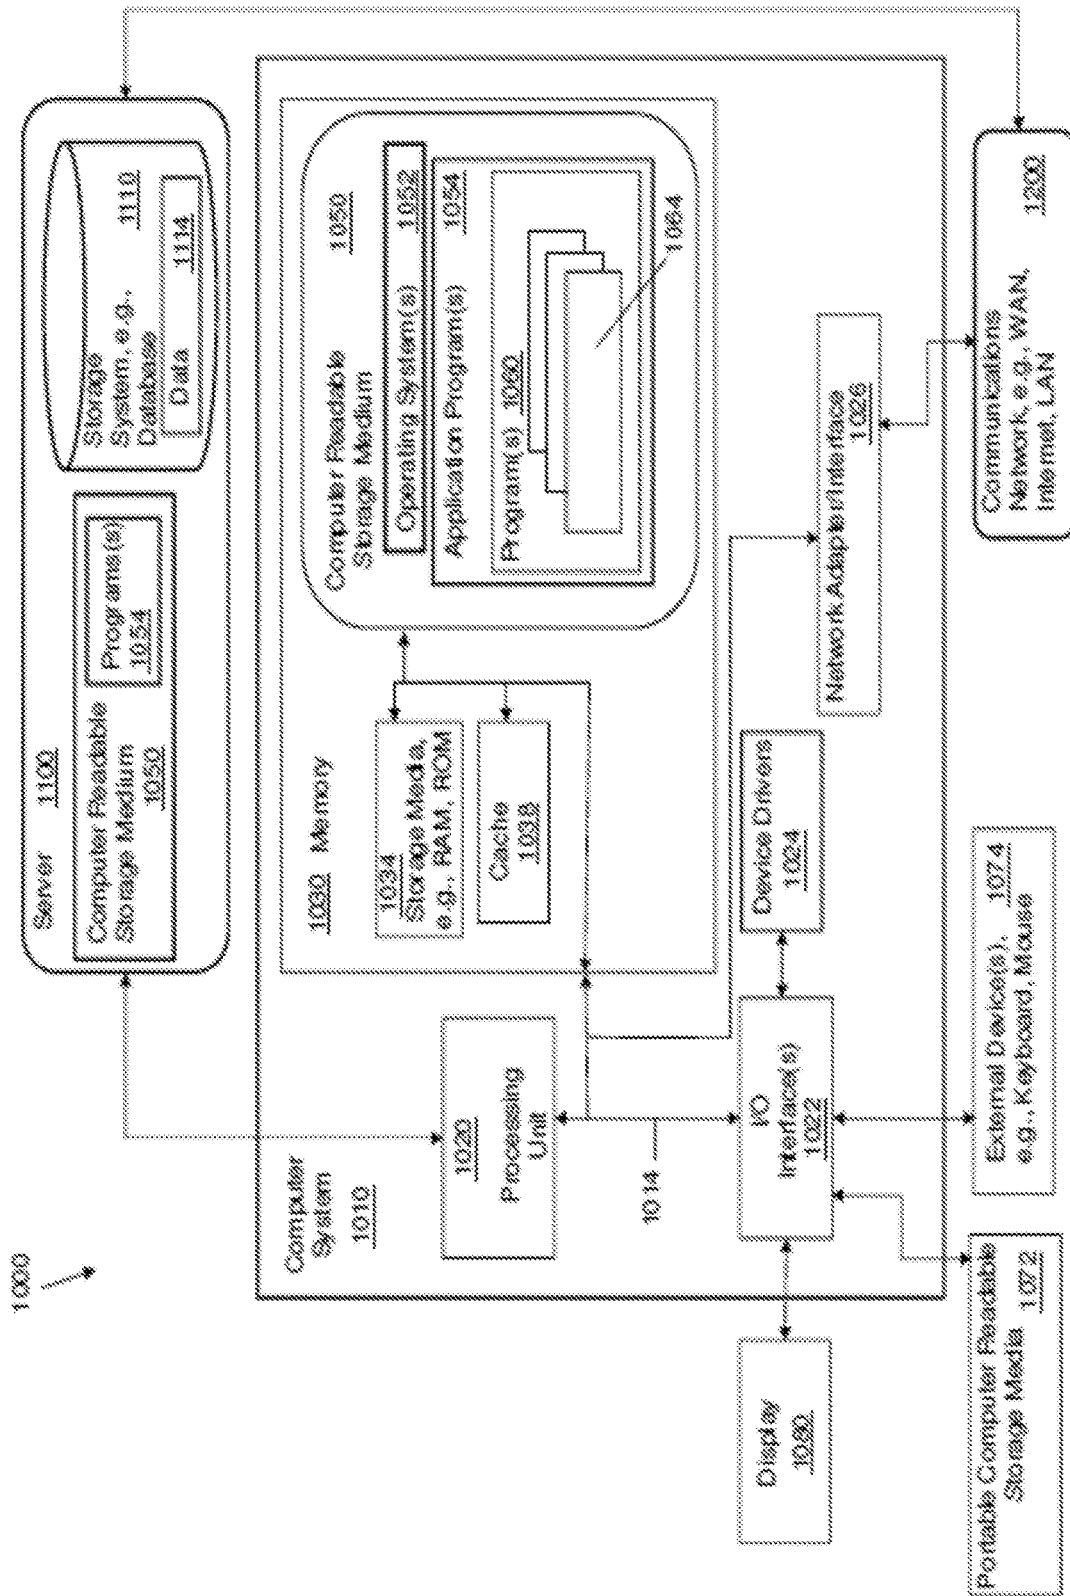 1000
Server 1100
Computer Readable
Storage Medium
1050
Programs(s)
1054
Storage
System, e.g.,
Database
1110
Data 1114
Computer
System
1010
1020
Processing
Unit
1014
1030 Memory
1034
Storage Media,
e.g., RAM, ROM
Cache
1038
Computer Readable
Storage Medium
1050
Operating System(s) 1052
Application Program(s) 1054
Program(s) 1060
1064
I/O
Interface(s)
1022
Device Drivers
1024
Network Adapter/Interface
1026
Display
1080
Portable Computer Readable
Storage Media 1072
External Device(s), 1074
e.g., Keyboard, Mouse
Communications
Network, e.g., WAN,
Internet, LAN
1200